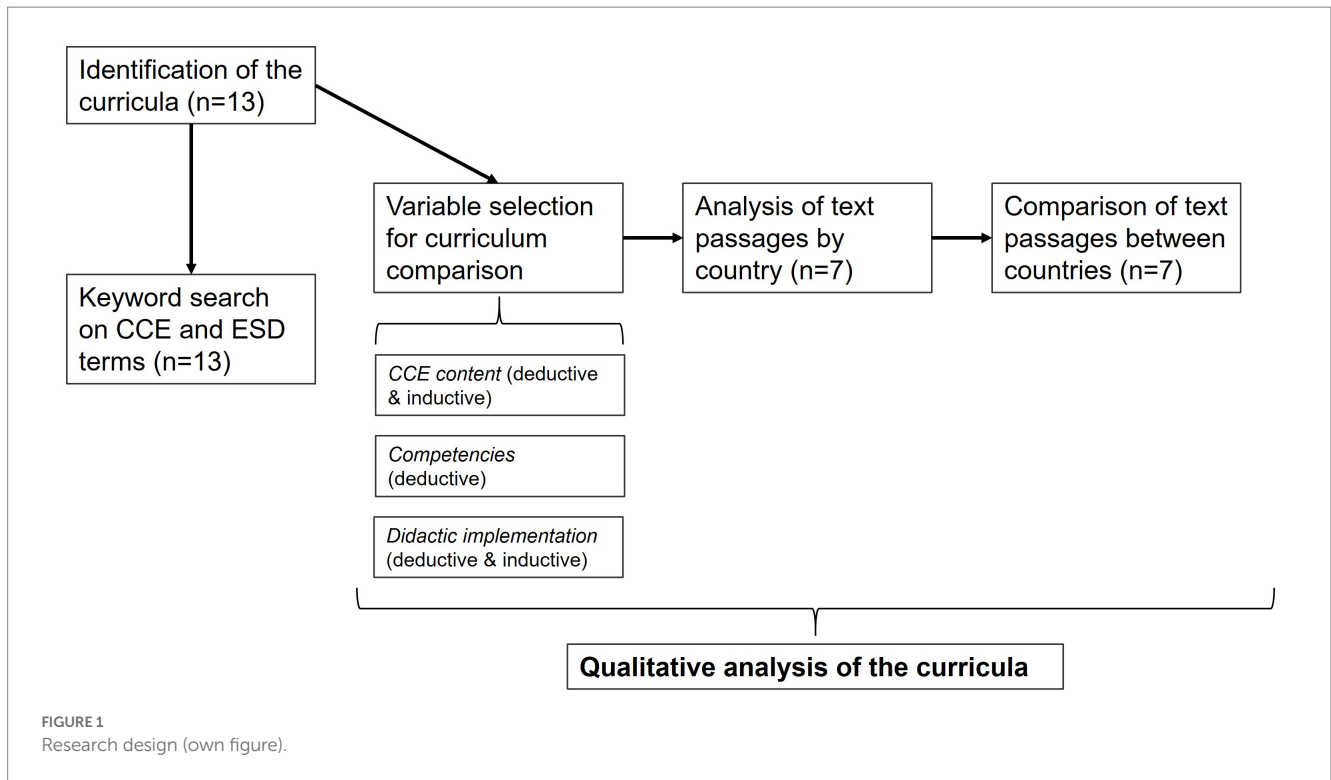 Identification of the
curricula (n=13)
Keyword search
on CCE and ESD
terms (n=13)
Variable selection
for curriculum
comparison
Analysis of text
passages by
country (n=7)
Comparison of text
passages between
countries (n=7)
CCE content (deductive
& inductive)
Competencies
(deductive)
Didactic implementation
(deductive & inductive)
Qualitative analysis of the curricula
FIGURE 1
Research design (own figure).